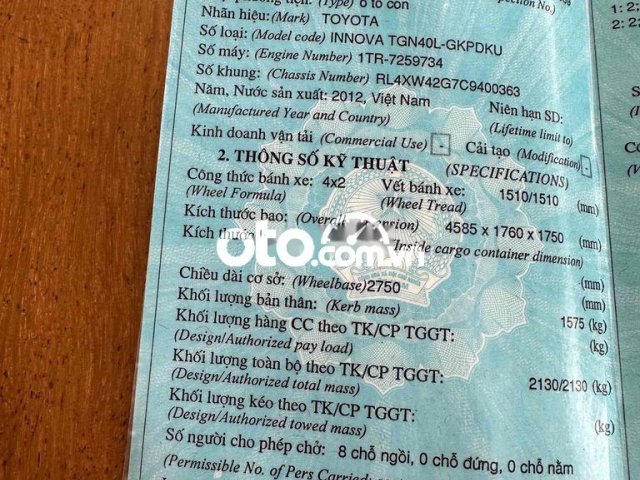 (Type) ô tô con
Nhãn hiệu: (Mark) TOYOTA
Số loại: (Model code) INNOVA TGN40L-GKPDKU
Số máy: (Engine Number) 1TR-7259734
Số khung: (Chassis Number) RL4XW42G7C9400363
Năm, Nước sản xuất: 2012, Việt Nam
(Manufactured Year and Country)
Niên hạn SD:
(Lifetime limit to)
Kinh doanh vận tải (Commercial Use) - Cải tạo (Modification) -
2. THÔNG SỐ KỸ THUẬT (SPECIFICATIONS)
Công thức bánh xe: 4x2 Vết bánh xe: 1510/1510 (mm)
(Wheel Formula) (Wheel Tread)
Kích thước bao: (Overall 4585 x 1760 x 1750 (mm)
Kích thước (Inside cargo container dimension)
oto.com
(mm)
Chiều dài cơ sở: (Wheelbase)2750 (mm)
Khối lượng bản thân: (Kerb mass) 1575 (kg)
Khối lượng hàng CC theo TK/CP TGGT: (kg)
(Design/Authorized pay load)
Khối lượng toàn bộ theo TK/CP TGGT: 2130/2130 (kg)
(Design/Authorized total mass)
Khối lượng kéo theo TK/CP TGGT: (kg)
(Design/Authorized towed mass)
Số người cho phép chở: 8 chỗ ngồi, 0 chỗ đứng, 0 chỗ nằm
(Permissible No. of Pers Carried: